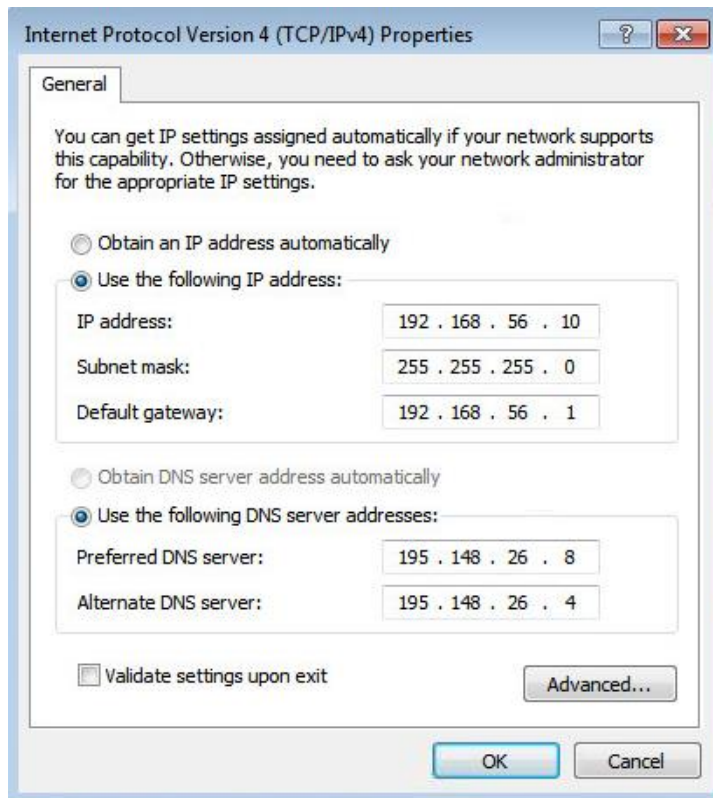 Internet Protocol Version 4 (TCP/IPv4) Properties
General
You can get IP settings assigned automatically if your network supports
this capability. Otherwise, you need to ask your network administrator
for the appropriate IP settings.
Obtain an IP address automatically
Use the following IP address:
IP address: 192 . 168 . 56 . 10
Subnet mask: 255 . 255 . 255 . 0
Default gateway: 192 . 168 . 56 . 1
Obtain DNS server address automatically
Use the following DNS server addresses:
Preferred DNS server: 195 . 148 . 26 . 8
Alternate DNS server: 195 . 148 . 26 . 4
Validate settings upon exit
Advanced...
OK Cancel